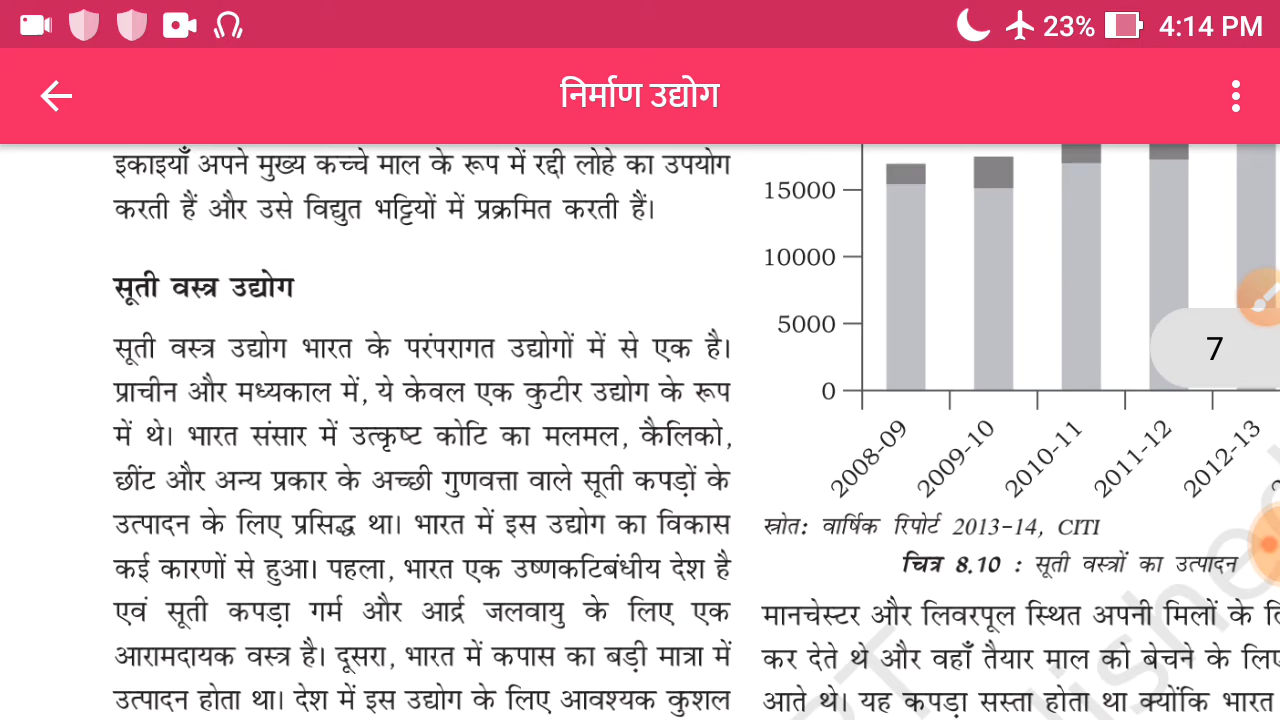 23% 4:14 PM
निर्माण उद्योग
इकाइयाँ अपने मुख्य कच्चे माल के रूप में रद्दी लोहे का उपयोग
करती हैं और उसे विद्युत भट्टियों में प्रक्रमित करती हैं।
सूती वस्त्र उद्योग
सूती वस्त्र उद्योग भारत के परंपरागत उद्योगों में से एक है।
प्राचीन और मध्यकाल में, ये केवल एक कुटीर उद्योग के रूप
में थे। भारत संसार में उत्कृष्ट कोटि का मलमल, कैलिको,
छींट और अन्य प्रकार के अच्छी गुणवत्ता वाले सूती कपड़ों के
उत्पादन के लिए प्रसिद्ध था। भारत में इस उद्योग का विकास
कई कारणों से हुआ। पहला, भारत एक उष्णकटिबंधीय देश है
एवं सूती कपड़ा गर्म और आर्द्र जलवायु के लिए एक
आरामदायक वस्त्र है। दूसरा, भारत में कपास का बड़ी मात्रा में
उत्पादन होता था। देश में इस उद्योग के लिए आवश्यक कुशल
15000
10000
5000
0
7
2008-09
2009-10
2010-11
2011-12
2012-13
स्रोत: वार्षिक रिपोर्ट 2013-14, CITI
चित्र 8.10 : सूती वस्त्रों का उत्पादन
मानचेस्टर और लिवरपूल स्थित अपनी मिलों के
कर देते थे और वहाँ तैयार माल को बेचने के लिए
आते थे। यह कपड़ा सस्ता होता था क्योंकि भारत